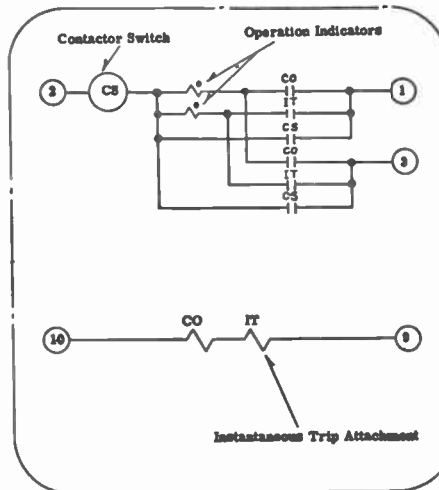 Contactor Switch
Operation Indicators
2
CS
CO
1
IT
CS
CO
3
IT
CS
CO
IT
10
9
Instantaneous Trip Attachment